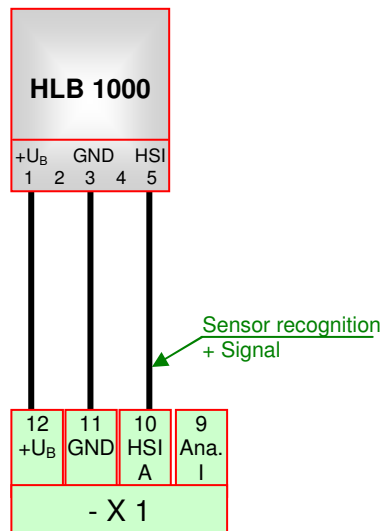 HLB 1000
+UB GND HSI
1 2 3 4 5
Sensor recognition
+ Signal
12 11 10 9
+UB GND HSI Ana.
A I
- X 1